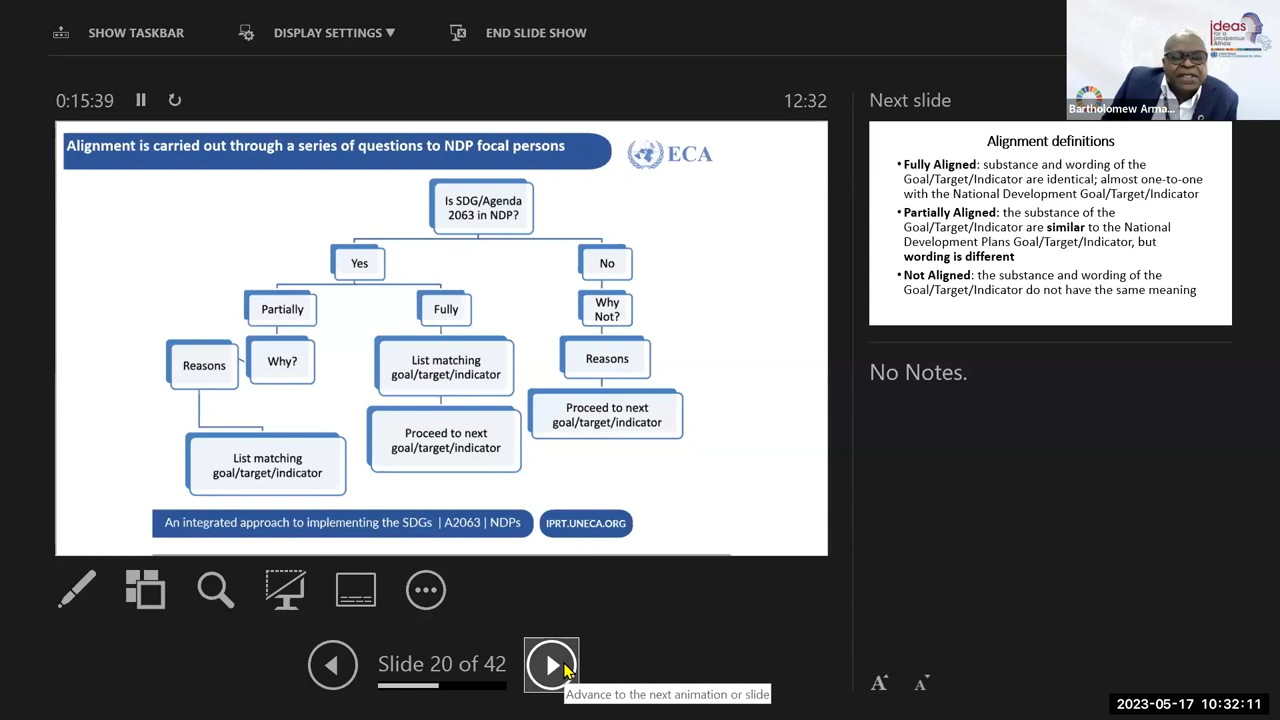 SHOW TASKBAR
DISPLAY SETTINGS ▼
END SLIDE SHOW
ideas
for a
prosperous
Africa
Bartholomew Arma...
0:15:39
12:32
Next slide
Alignment is carried out through a series of questions to NDP focal persons
ECA
Is SDG/Agenda
2063 in NDP?
Yes
No
Partially
Fully
Why
Not?
Reasons
Why?
List matching
goal/target/indicator
Reasons
Proceed to next
goal/target/indicator
Proceed to next
goal/target/indicator
List matching
goal/target/indicator
An integrated approach to implementing the SDGs | A2063 | NDPs
IPRT.UNECA.ORG
Alignment definitions
• Fully Aligned: substance and wording of the
Goal/Target/Indicator are identical; almost one-to-one
with the National Development Goal/Target/Indicator
• Partially Aligned: the substance of the
Goal/Target/Indicator are similar to the National
Development Plans Goal/Target/Indicator, but
wording is different
• Not Aligned: the substance and wording of the
Goal/Target/Indicator do not have the same meaning
No Notes.
Slide 20 of 42
Advance to the next animation or slide
A A
2023-05-17 10:32:11